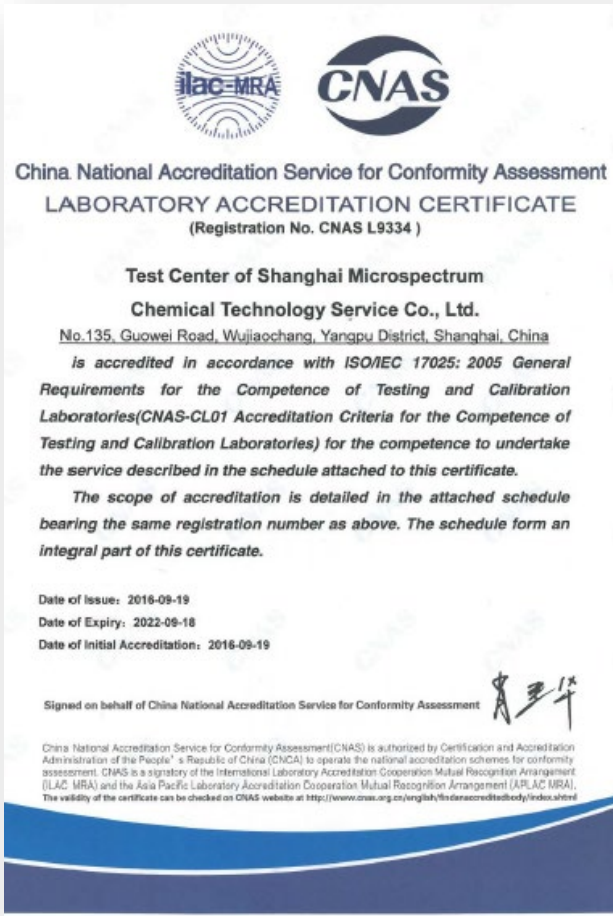 ilac-MRA
CNAS
China National Accreditation Service for Conformity Assessment
LABORATORY ACCREDITATION CERTIFICATE
(Registration No. CNAS L9334 )
Test Center of Shanghai Microspectrum
Chemical Technology Service Co., Ltd.
No.135, Guowei Road, Wujiaochang, Yangpu District, Shanghai, China
is accredited in accordance with ISO/IEC 17025: 2005 General
Requirements for the Competence of Testing and Calibration
Laboratories(CNAS-CL01 Accreditation Criteria for the Competence of
Testing and Calibration Laboratories) for the competence to undertake
the service described in the schedule attached to this certificate.
The scope of accreditation is detailed in the attached schedule
bearing the same registration number as above. The schedule form an
integral part of this certificate.
Date of Issue: 2016-09-19
Date of Expiry: 2022-09-18
Date of Initial Accreditation: 2016-09-19
Signed on behalf of China National Accreditation Service for Conformity Assessment
China National Accreditation Service for Conformity Assessment(CNAS) is authorized by Certification and Accreditation
Administration of the People's Republic of China (CNCA) to operate the national accreditation schemes for conformity
assessment. CNAS is a signatory of the International Laboratory Accreditation Cooperation Mutual Recognition Arrangement
(ILAC MRA) and the Asia Pacific Laboratory Accreditation Cooperation Mutual Recognition Arrangement (APLAC MRA).
The validity of the certificate can be checked on CNAS website at http://www.cnas.org.cn/english/findanaccreditedbody/index.shtml